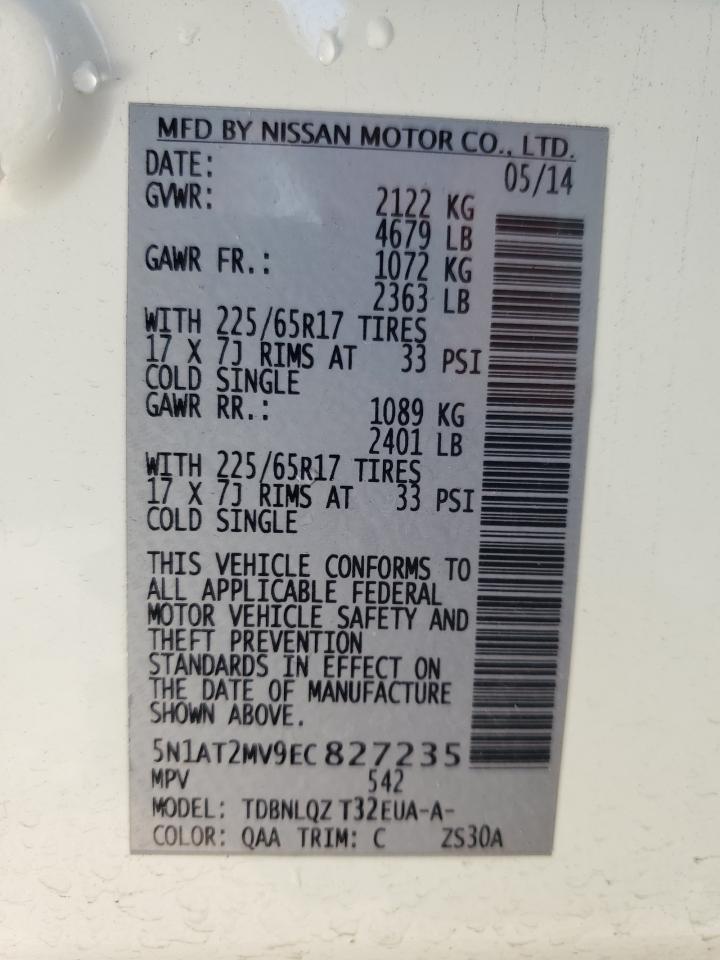 MFD BY NISSAN MOTOR CO., LTD.
DATE: 05/14
GVWR: 2122 KG
4679 LB
GAWR FR.: 1072 KG
2363 LB
WITH 225/65R17 TIRES
17 X 7J RIMS AT 33 PSI
COLD SINGLE
GAWR RR.: 1089 KG
2401 LB
WITH 225/65R17 TIRES
17 X 7J RIMS AT 33 PSI
COLD SINGLE
THIS VEHICLE CONFORMS TO
ALL APPLICABLE FEDERAL
MOTOR VEHICLE SAFETY AND
THEFT PREVENTION
STANDARDS IN EFFECT ON
THE DATE OF MANUFACTURE
SHOWN ABOVE.
5N1AT2MV9EC827235
MPV 542
MODEL: TDBNLQZ T32EUA-A-
COLOR: QAA TRIM: C ZS30A